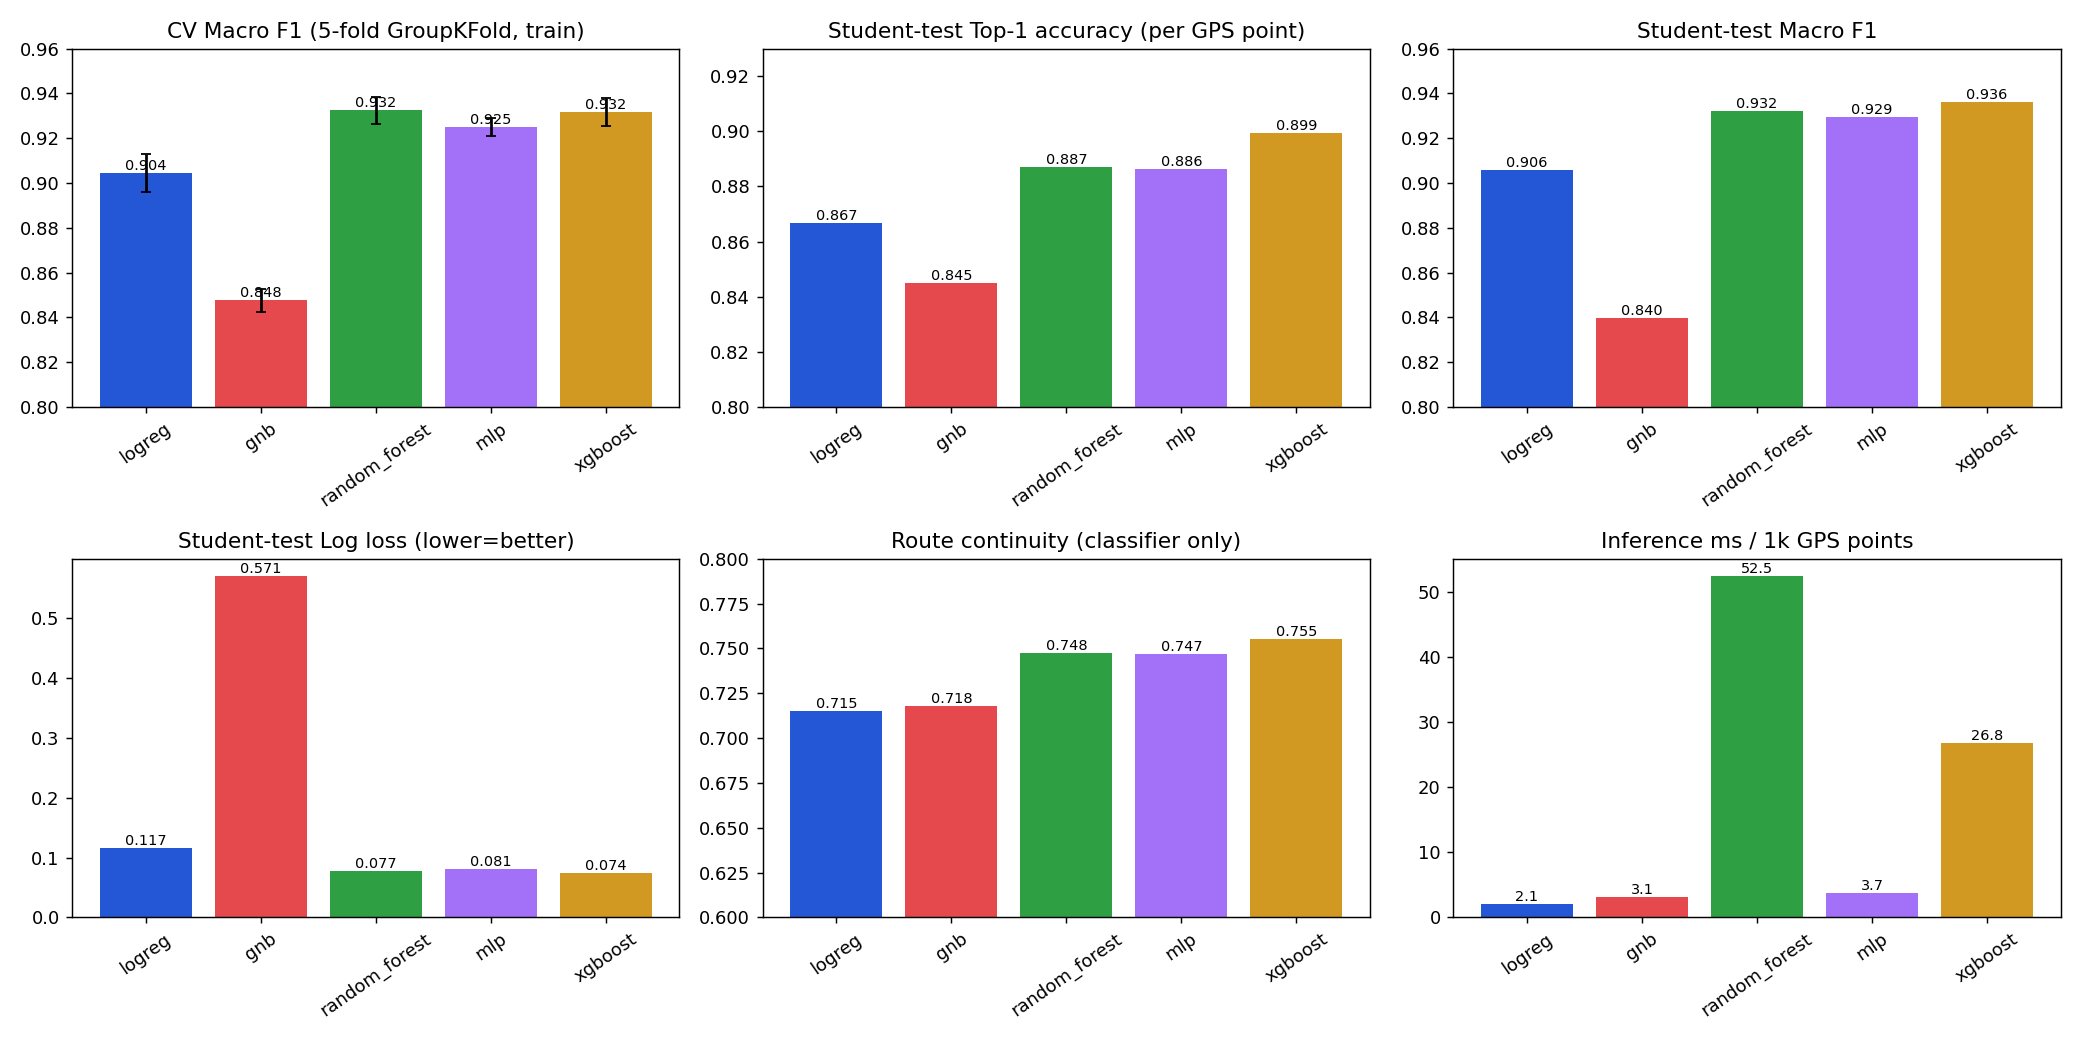 CV Macro F1 (5-fold GroupKFold, train)
0.96
0.94
0.92
0.90
0.88
0.86
0.84
0.82
0.80
0.904
0.848
0.932
0.925
0.932
logreg
gnb
random_forest
mlp
xgboost
Student-test Top-1 accuracy (per GPS point)
0.92
0.90
0.88
0.86
0.84
0.82
0.80
0.867
0.845
0.887
0.886
0.899
logreg
gnb
random_forest
mlp
xgboost
Student-test Macro F1
0.96
0.94
0.92
0.90
0.88
0.86
0.84
0.82
0.80
0.906
0.840
0.932
0.929
0.936
logreg
gnb
random_forest
mlp
xgboost
Student-test Log loss (lower=better)
0.5
0.4
0.3
0.2
0.1
0.0
0.117
0.571
0.077
0.081
0.074
logreg
gnb
random_forest
mlp
xgboost
Route continuity (classifier only)
0.800
0.775
0.750
0.725
0.700
0.675
0.650
0.625
0.600
0.715
0.718
0.748
0.747
0.755
logreg
gnb
random_forest
mlp
xgboost
Inference ms / 1k GPS points
50
40
30
20
10
0
2.1
3.1
52.5
3.7
26.8
logreg
gnb
random_forest
mlp
xgboost